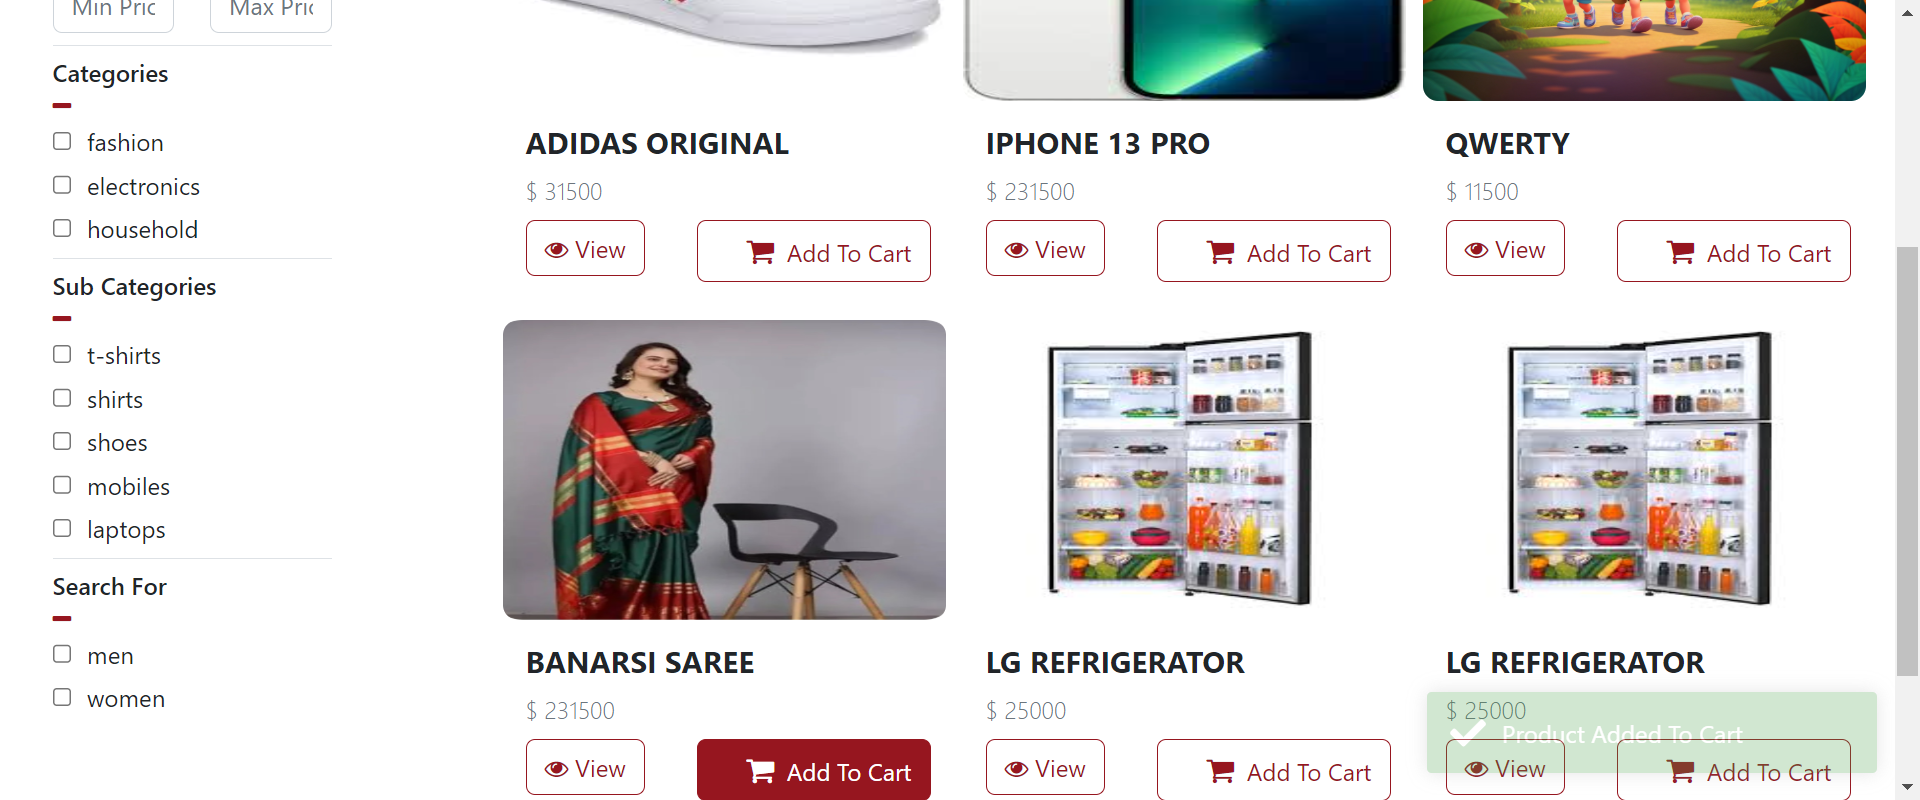 Min Pric
Max Pric
Categories
fashion
electronics
household
Sub Categories
t-shirts
shirts
shoes
mobiles
laptops
Search For
men
women
ADIDAS ORIGINAL
$ 31500
View
Add To Cart
IPHONE 13 PRO
$ 231500
View
Add To Cart
QWERTY
$ 11500
View
Add To Cart
BANARSI SAREE
$ 231500
View
Add To Cart
LG REFRIGERATOR
$ 25000
View
Add To Cart
LG REFRIGERATOR
$ 25000
Product Added To Cart
View
Add To Cart